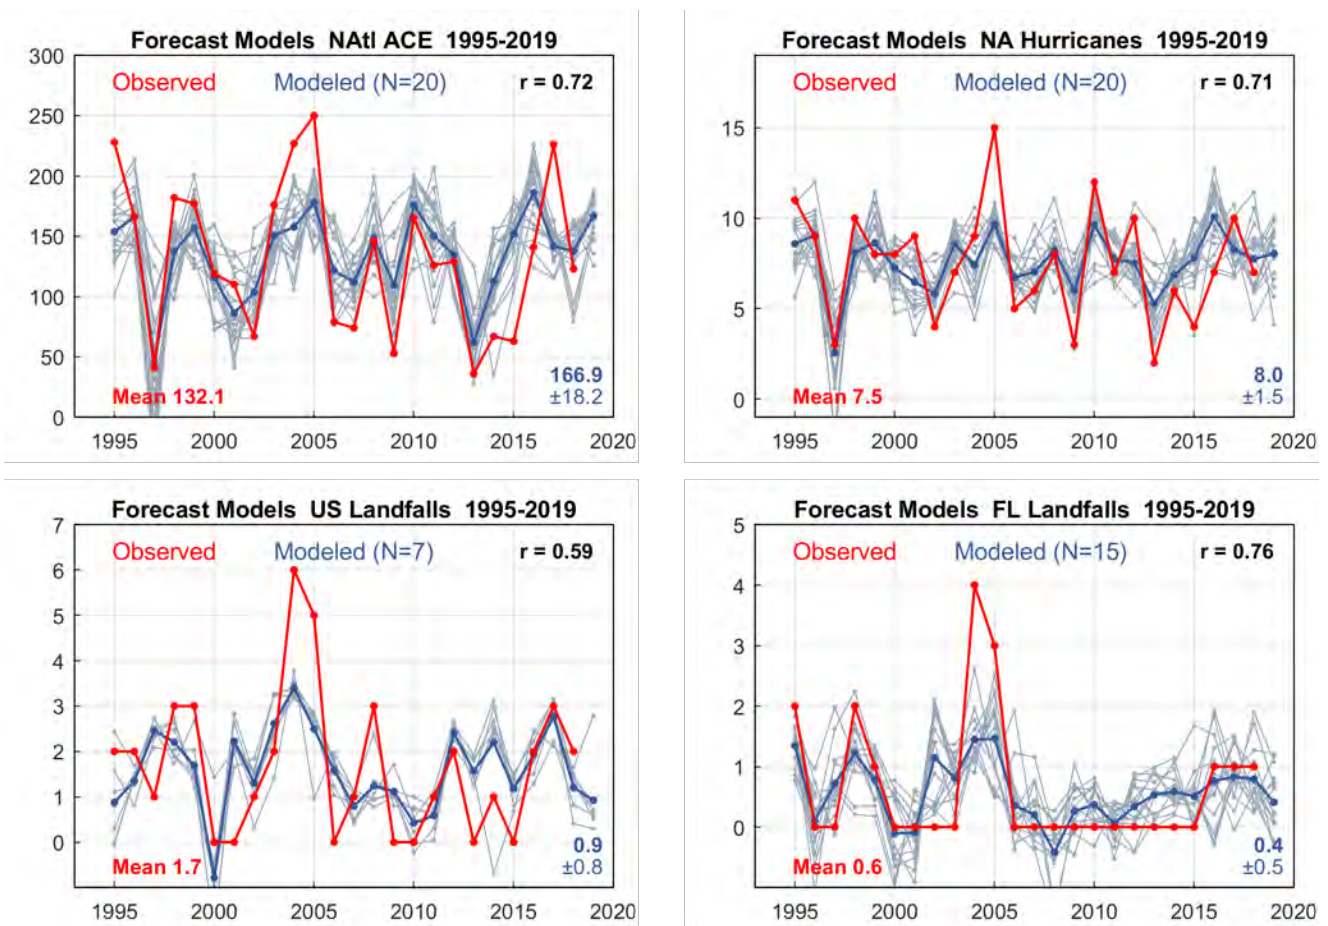 Forecast Models NAtl ACE 1995-2019
300
Observed Modeled (N=20) r = 0.72
250
200
150
100
50
166.9
Mean 132.1 ±18.2
0
1995 2000 2005 2010 2015 2020
Forecast Models NA Hurricanes 1995-2019
Observed Modeled (N=20) r = 0.71
15
10
5
8.0
Mean 7.5 ±1.5
0
1995 2000 2005 2010 2015 2020
Forecast Models US Landfalls 1995-2019
7
Observed Modeled (N=7) r = 0.59
6
5
4
3
2
1
0
0.9
Mean 1.7 ±0.8
1995 2000 2005 2010 2015 2020
Forecast Models FL Landfalls 1995-2019
5
Observed Modeled (N=15) r = 0.76
4
3
2
1
0
0.4
Mean 0.6 ±0.5
1995 2000 2005 2010 2015 2020